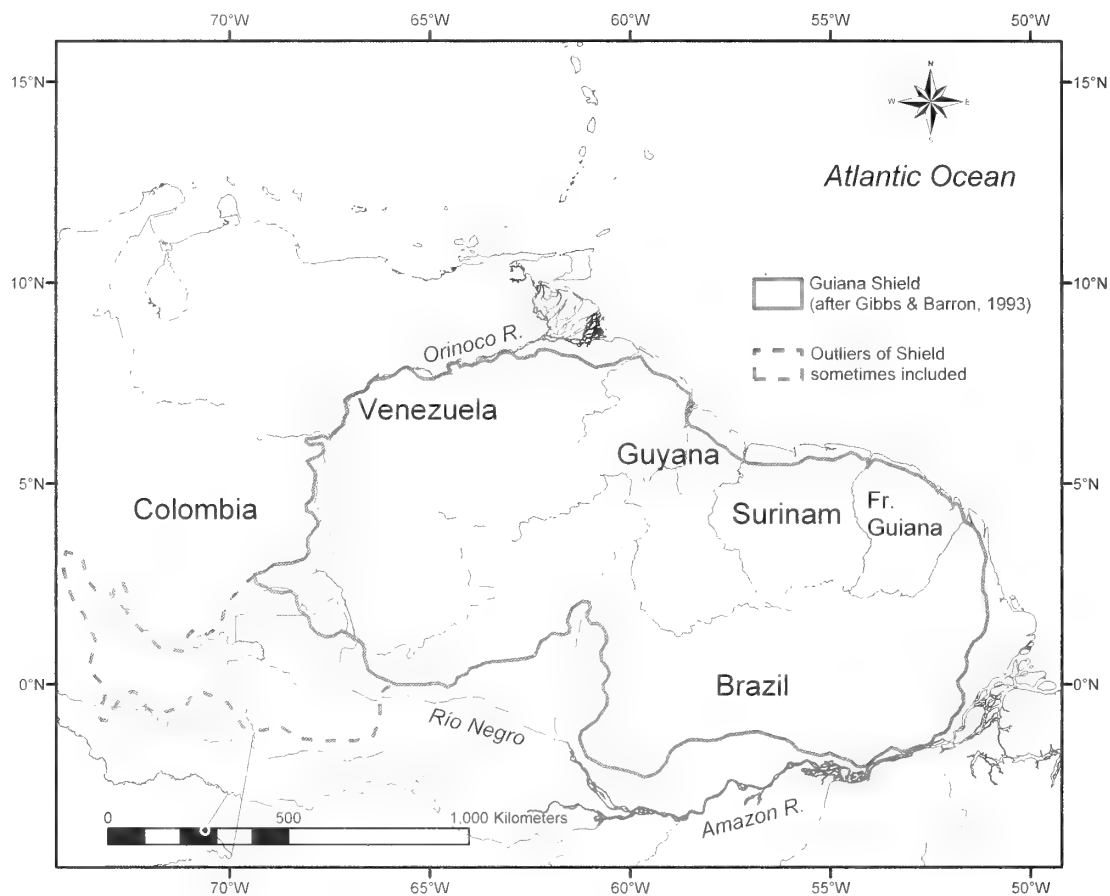 70°W 65°W 60°W 55°W 50°W
15°N 15°N
N
W E
S
Atlantic Ocean
10°N 10°N
Guiana Shield
(after Gibbs & Barron, 1993)
Orinoco R.
Outliers of Shield
sometimes included
Venezuela
Guyana
5°N 5°N
Colombia
Surinam
Fr.
Guiana
0°N 0°N
Brazil
Río Negro
0 500 1,000 Kilometers
Amazon R.
70°W 65°W 60°W 55°W 50°W